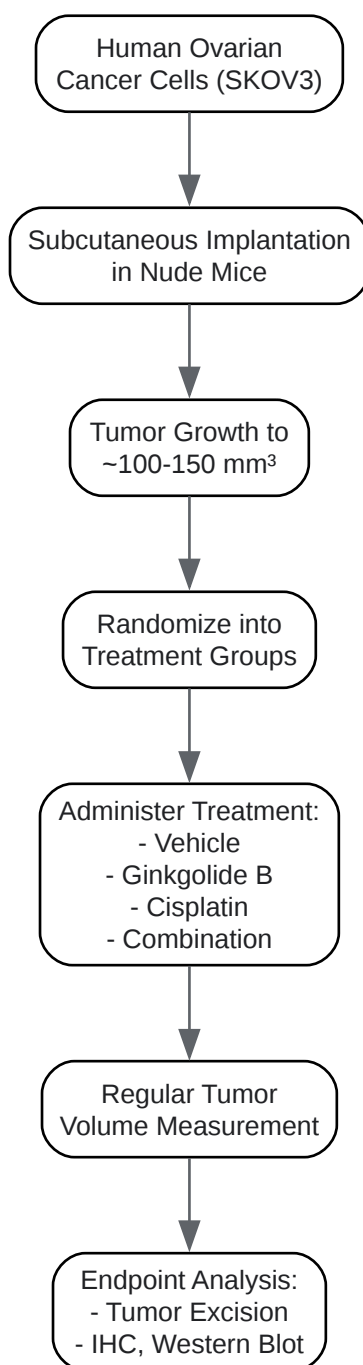 Human Ovarian
Cancer Cells (SKOV3)
Subcutaneous Implantation
in Nude Mice
Tumor Growth to
~100-150 mm³
Randomize into
Treatment Groups
Administer Treatment:
- Vehicle
- Ginkgolide B
- Cisplatin
- Combination
Regular Tumor
Volume Measurement
Endpoint Analysis:
- Tumor Excision
- IHC, Western Blot